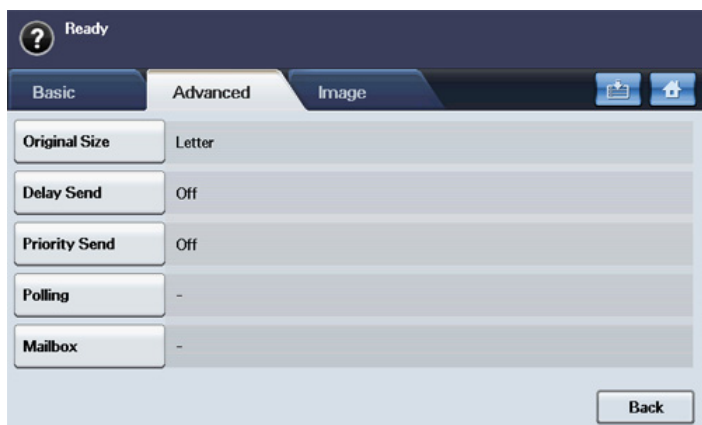 Ready
Basic Advanced Image
Original Size Letter
Delay Send Off
Priority Send Off
Polling -
Mailbox -
Back